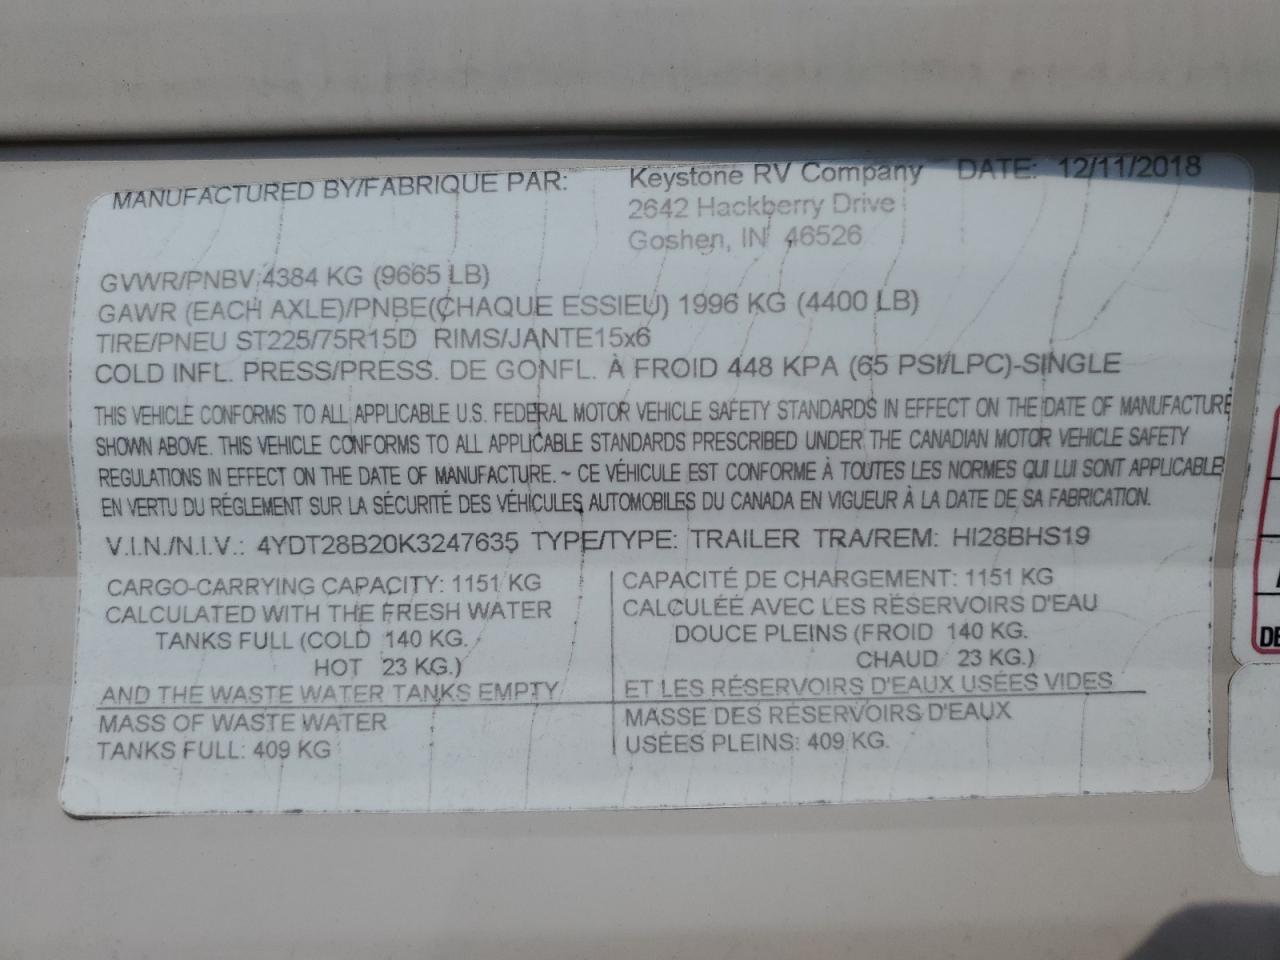 MANUFACTURED BY/FABRIQUE PAR: Keystone RV Company DATE: 12/11/2018
2642 Hackberry Drive
Goshen, IN 46526
GVWR/PNBV 4384 KG (9665 LB)
GAWR (EACH AXLE)/PNBE(CHAQUE ESSIEU) 1996 KG (4400 LB)
TIRE/PNEU ST225/75R15D RIMS/JANTE15x6
COLD INFL. PRESS/PRESS. DE GONFL. À FROID 448 KPA (65 PSI/LPC)-SINGLE
THIS VEHICLE CONFORMS TO ALL APPLICABLE U.S. FEDERAL MOTOR VEHICLE SAFETY STANDARDS IN EFFECT ON THE DATE OF MANUFACTURE
SHOWN ABOVE. THIS VEHICLE CONFORMS TO ALL APPLICABLE STANDARDS PRESCRIBED UNDER THE CANADIAN MOTOR VEHICLE SAFETY
REGULATIONS IN EFFECT ON THE DATE OF MANUFACTURE. ~ CE VÉHICULE EST CONFORME À TOUTES LES NORMES QUI LUI SONT APPLICABLE
EN VERTU DU RÉGLEMENT SUR LA SÉCURITÉ DES VÉHICULES AUTOMOBILES DU CANADA EN VIGUEUR À LA DATE DE SA FABRICATION.
V.I.N./N.I.V.: 4YDT28B20K3247635 TYPE/TYPE: TRAILER TRA/REM: HI28BHS19
CARGO-CARRYING CAPACITY: 1151 KG
CALCULATED WITH THE FRESH WATER
TANKS FULL (COLD 140 KG.
HOT 23 KG.)
AND THE WASTE WATER TANKS EMPTY
MASS OF WASTE WATER
TANKS FULL: 409 KG
CAPACITÉ DE CHARGEMENT: 1151 KG
CALCULÉE AVEC LES RÉSERVOIRS D'EAU
DOUCE PLEINS (FROID 140 KG.
CHAUD 23 KG.)
ET LES RÉSERVOIRS D'EAUX USÉES VIDES
MASSE DES RÉSERVOIRS D'EAUX
USÉES PLEINS: 409 KG.
DE